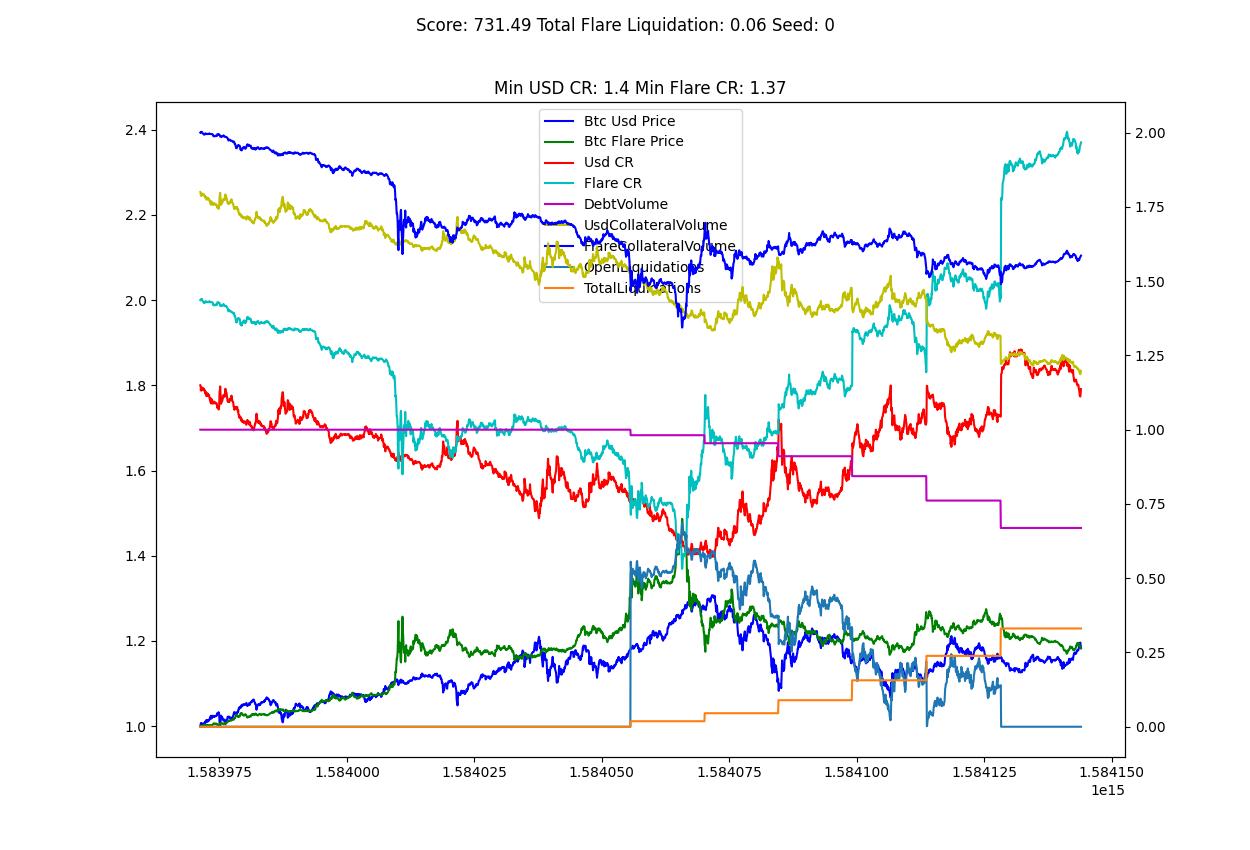 Score: 731.49 Total Flare Liquidation: 0.06 Seed: 0
Min USD CR: 1.4 Min Flare CR: 1.37
Btc Usd Price
Btc Flare Price
Usd CR
Flare CR
DebtVolume
UsdCollateralVolume
FlareCollateralVolume
OpenLiquidations
TotalLiquidations
2.4
2.2
2.0
1.8
1.6
1.4
1.2
1.0
2.00
1.75
1.50
1.25
1.00
0.75
0.50
0.25
0.00
1.583975 1.584000 1.584025 1.584050 1.584075 1.584100 1.584125 1.584150
1e15